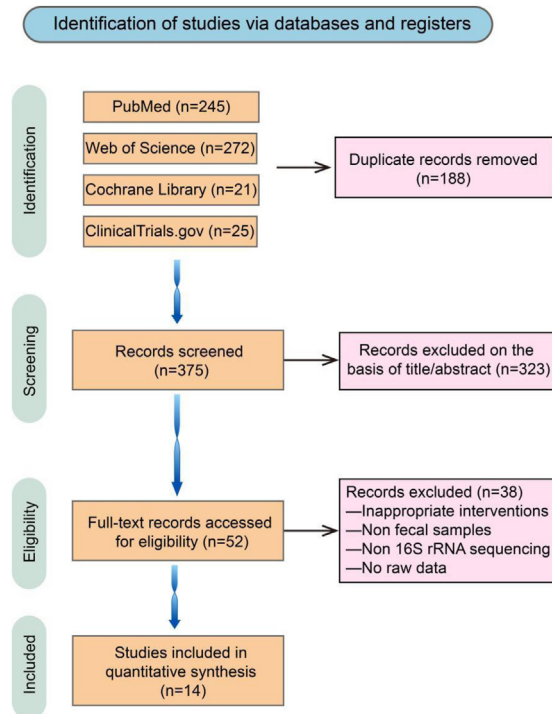 Identification of studies via databases and registers
Identification
PubMed (n=245)
Web of Science (n=272)
Cochrane Library (n=21)
ClinicalTrials.gov (n=25)
Duplicate records removed
(n=188)
Screening
Records screened
(n=375)
Records excluded on the
basis of title/abstract (n=323)
Eligibility
Full-text records accessed
for eligibility (n=52)
Records excluded (n=38)
—Inappropriate interventions
—Non fecal samples
—Non 16S rRNA sequencing
—No raw data
Included
Studies included in
quantitative synthesis
(n=14)